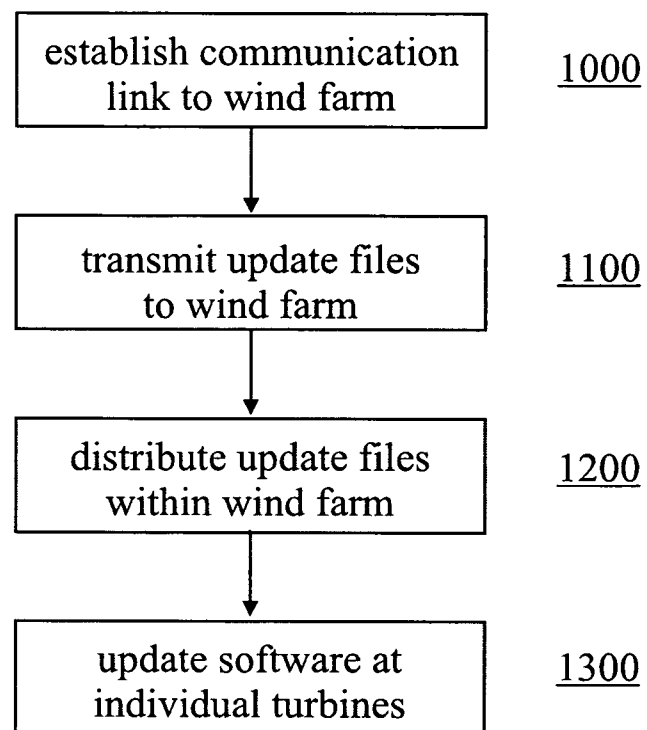 establish communication
link to wind farm
1000
transmit update files
to wind farm
1100
distribute update files
within wind farm
1200
update software at
individual turbines
1300